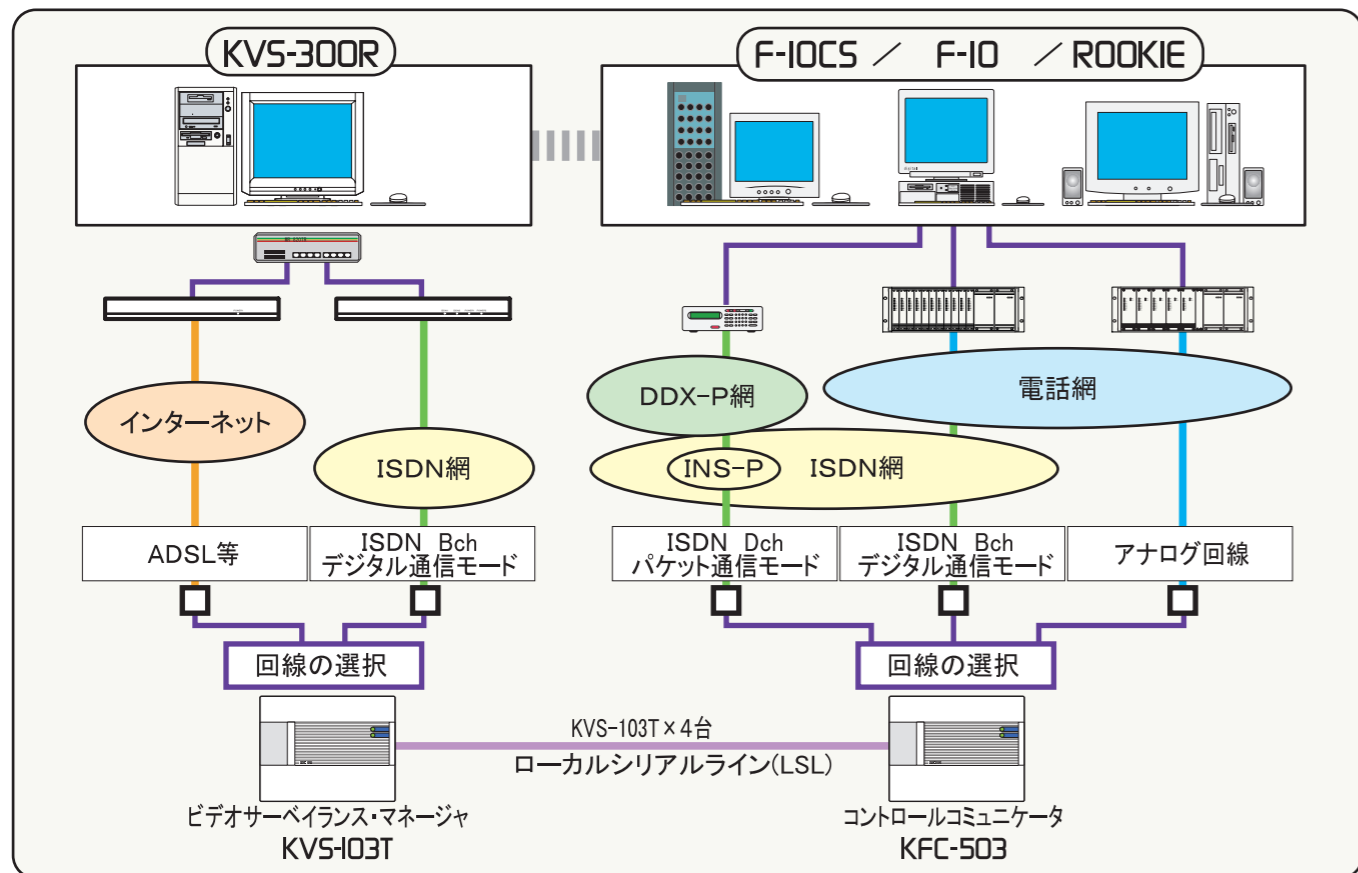 KVS-300R
F-10CS / F-10 / ROOKIE
インターネット
ISDN網
DDX-P網
電話網
INS-P
ISDN網
ADSL等
ISDN Bch
デジタル通信モード
ISDN Dch
パケット通信モード
ISDN Bch
デジタル通信モード
アナログ回線
回線の選択
回線の選択
KVS-103T×4台
ローカルシリアルライン(LSL)
ビデオサーベイランス・マネージャ
KVS-103T
コントロールコミュニケータ
KFC-503